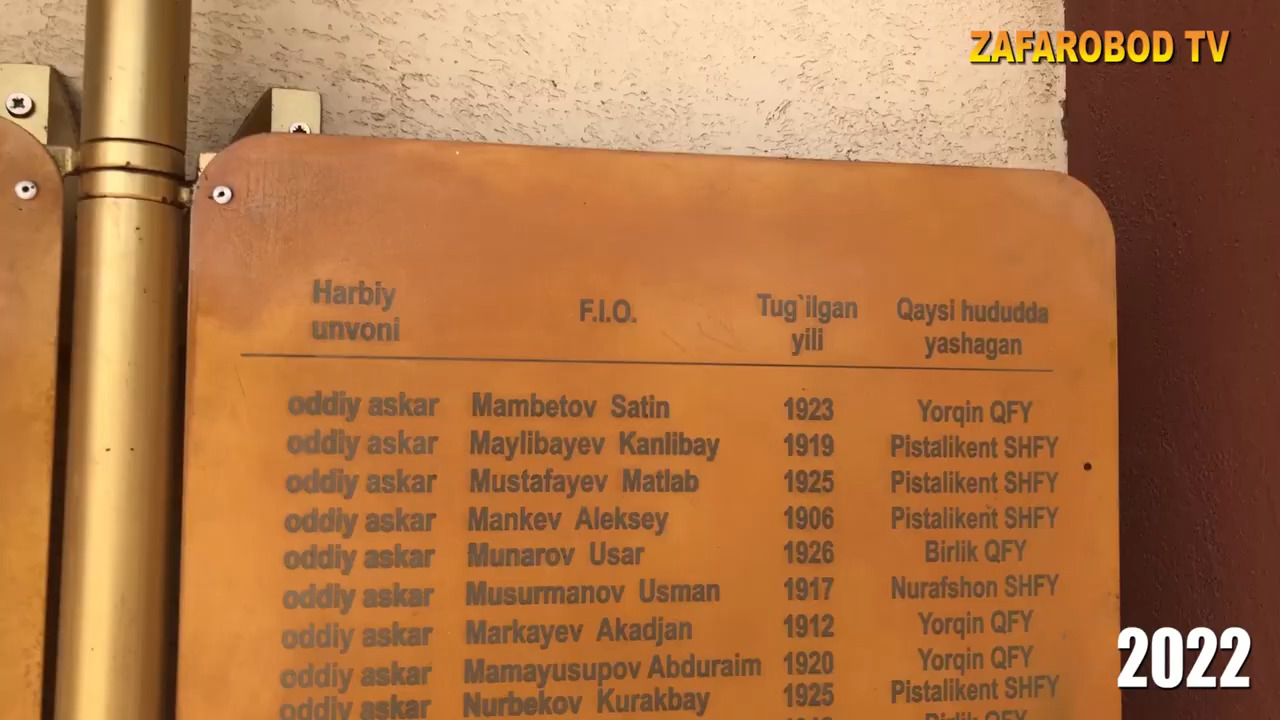 ZAFAROBOD TV
Harbiy unvoni F.I.O. Tug`ilgan yili Qaysi hududda yashagan
oddiy askar Mambetov Satin 1923 Yorqin QFY
oddiy askar Maylibayev Kanlibay 1919 Pistalikent SHFY
oddiy askar Mustafayev Matlab 1925 Pistalikent SHFY
oddiy askar Mankev Aleksey 1906 Pistalikent SHFY
oddiy askar Munarov Usar 1926 Birlik QFY
oddiy askar Musurmanov Usman 1917 Nurafshon SHFY
oddiy askar Markayev Akadjan 1912 Yorqin QFY
oddiy askar Mamayusupov Abduraim 1920 Yorqin QFY
oddiy askar Nurbekov Kurakbay 1925 Pistalikent SHFY
2022